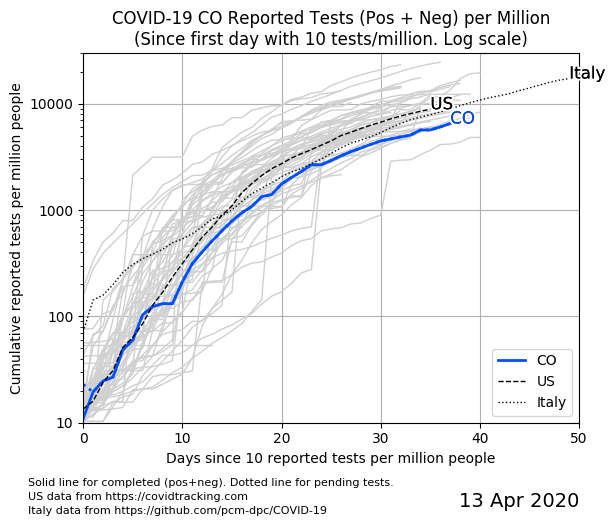 COVID-19 CO Reported Tests (Pos + Neg) per Million
(Since first day with 10 tests/million. Log scale)
Cumulative reported tests per million people
10000
1000
100
10
Italy
US
CO
CO
US
Italy
0
10
20
30
40
50
Days since 10 reported tests per million people
Solid line for completed (pos+neg). Dotted line for pending tests.
US data from https://covidtracking.com
Italy data from https://github.com/pcm-dpc/COVID-19
13 Apr 2020